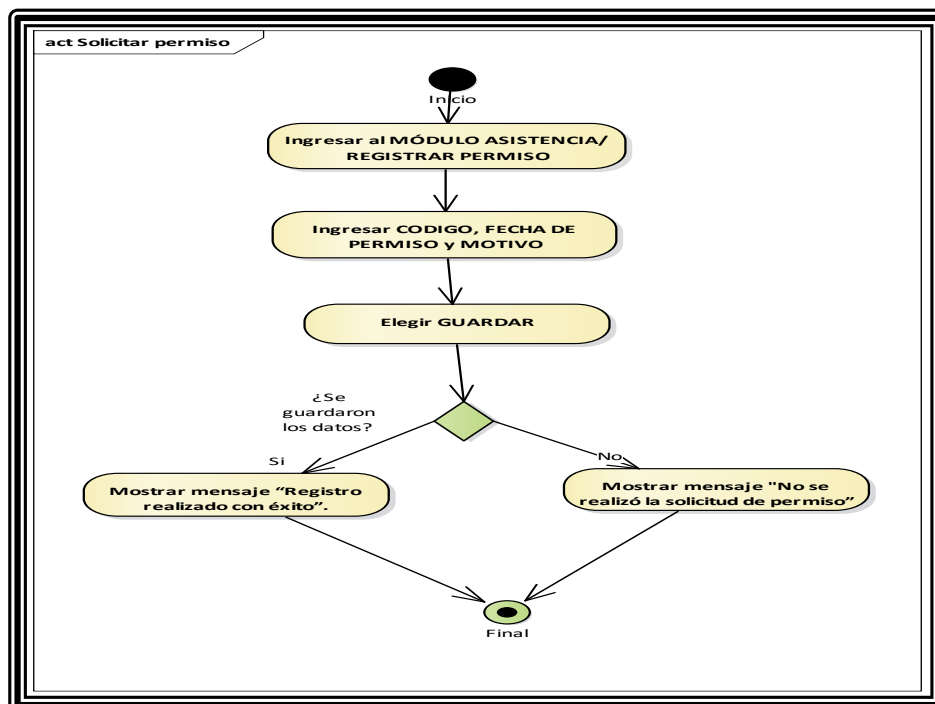 act Solicitar permiso
Inicio
Ingresar al MÓDULO ASISTENCIA/
REGISTRAR PERMISO
Ingresar CODIGO, FECHA DE
PERMISO y MOTIVO
Elegir GUARDAR
¿Se
guardaron
los datos?
Si
No
Mostrar mensaje “Registro
realizado con éxito”.
Mostrar mensaje "No se
realizó la solicitud de permiso”
Final